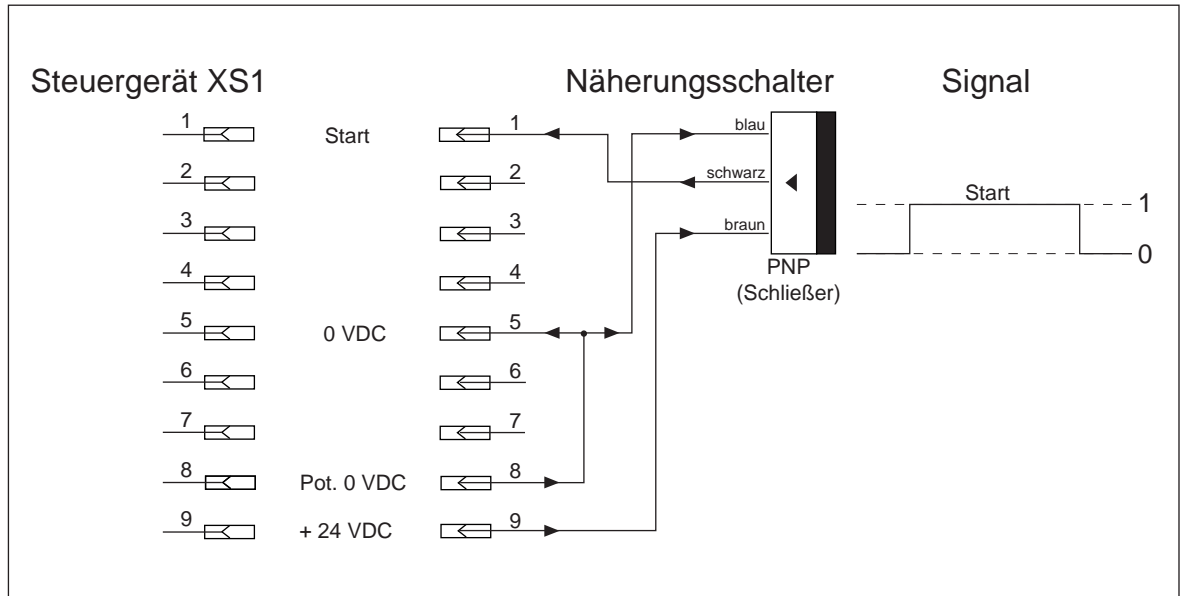 Steuergerät XS1 Näherungsschalter Signal
1 Start 1 blau
2 2 schwarz
Start 1
3 3 braun
0
4 4 PNP
(Schließer)
5 0 VDC 5
6 6
7 7
8 Pot. 0 VDC 8
9 + 24 VDC 9